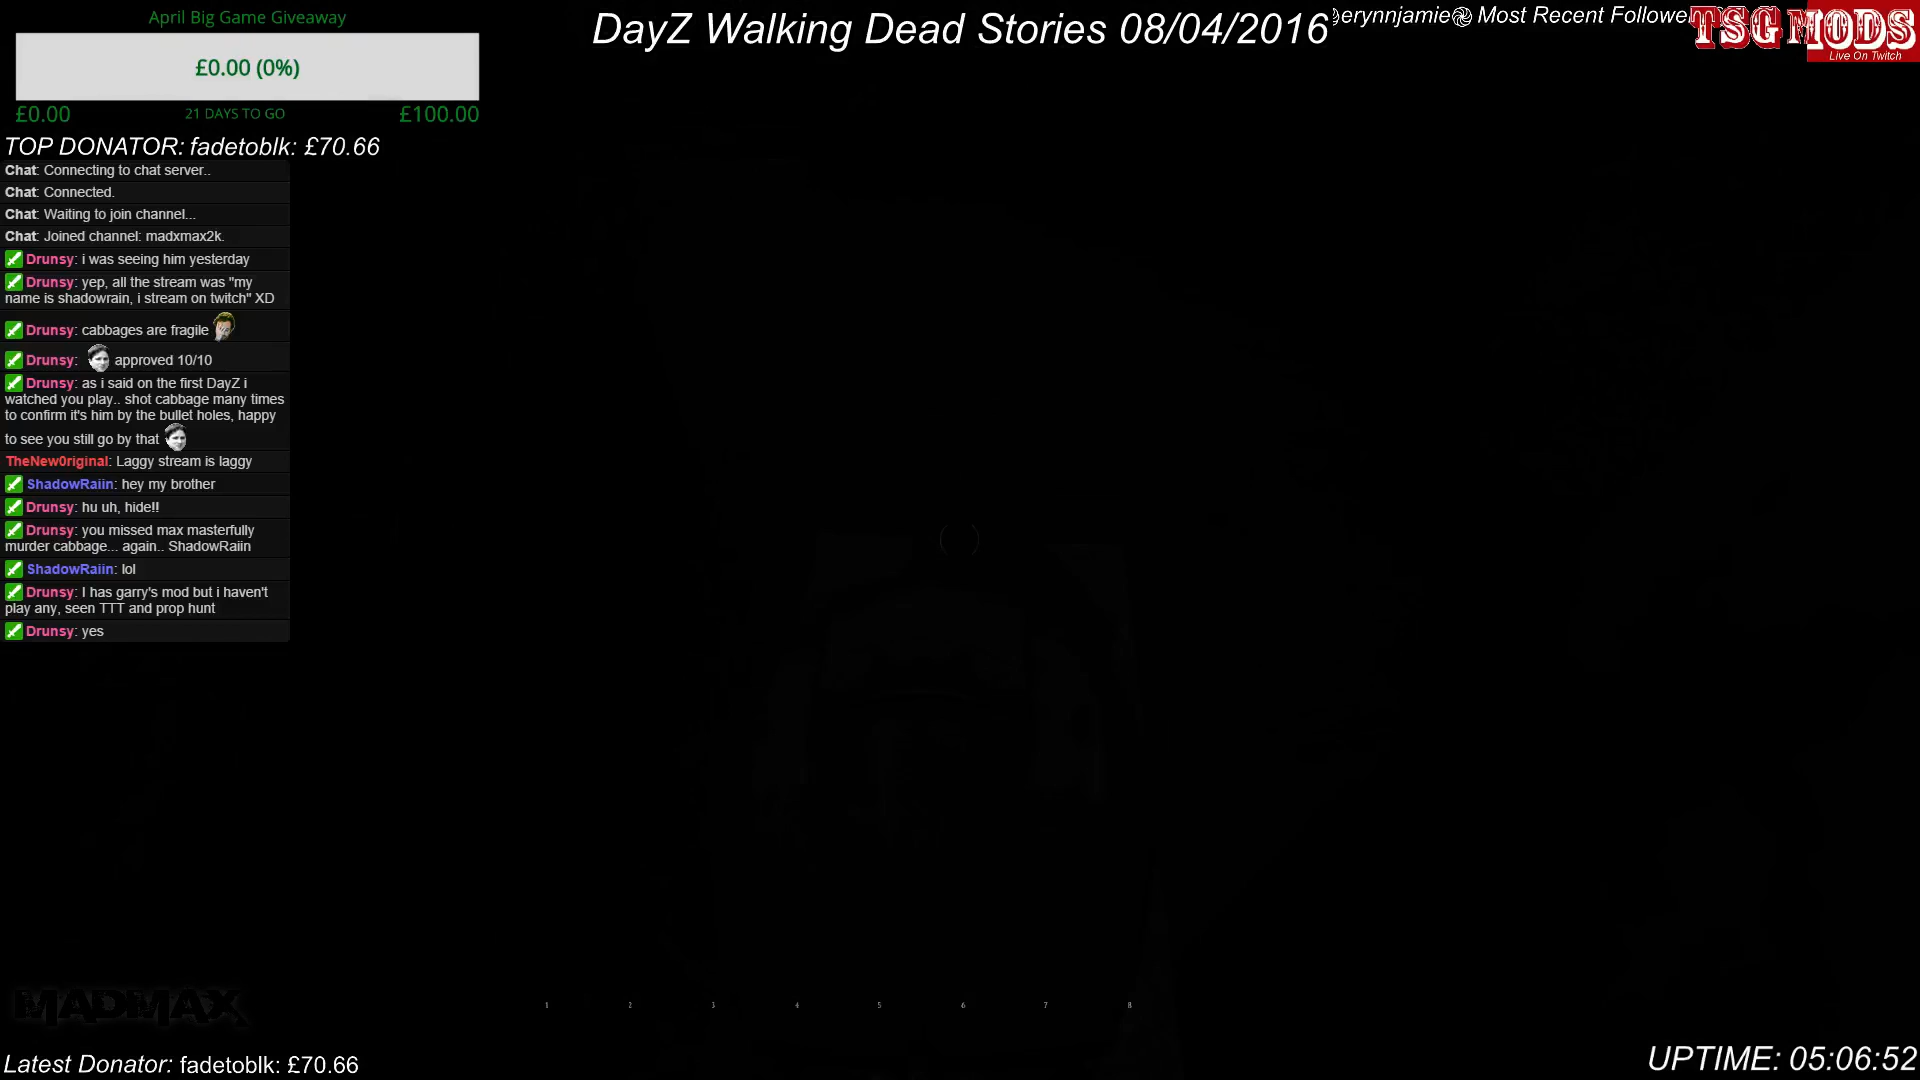 April Big Game Giveaway
£0.00 (0%)
£0.00 21 DAYS TO GO £100.00
TOP DONATOR: fadetoblk: £70.66
DayZ Walking Dead Stories 08/04/2016
erynnjamie Most Recent Followe
TSG MODS
Live On Twitch
Chat: Connecting to chat server..
Chat: Connected.
Chat: Waiting to join channel...
Chat: Joined channel: madxmax2k.
Drunsy: i was seeing him yesterday
Drunsy: yep, all the stream was "my
name is shadowrain, i stream on twitch" XD
Drunsy: cabbages are fragile
Drunsy: approved 10/10
Drunsy: as i said on the first DayZ i
watched you play.. shot cabbage many times
to confirm it's him by the bullet holes, happy
to see you still go by that
TheNew0riginal: Laggy stream is laggy
ShadowRaiin: hey my brother
Drunsy: hu uh, hide!!
Drunsy: you missed max masterfully
murder cabbage... again.. ShadowRaiin
ShadowRaiin: lol
Drunsy: I has garry's mod but i haven't
play any, seen TTT and prop hunt
Drunsy: yes
MADMAX
1 2 3 4 5 6 7 8
Latest Donator: fadetoblk: £70.66
UPTIME: 05:06:52